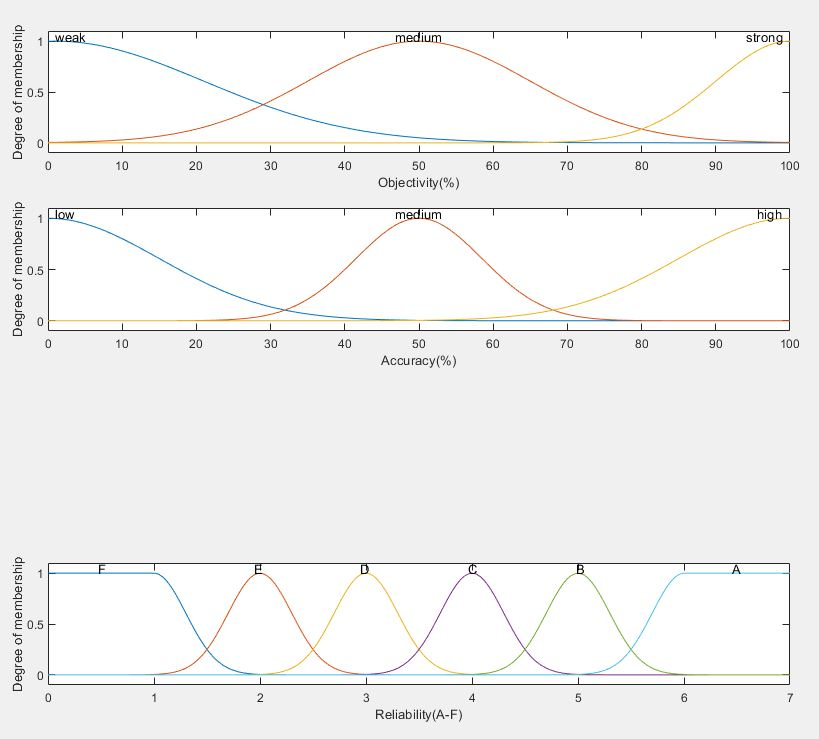 weak medium strong
Degree of membership
1
0.5
0
0 10 20 30 40 50 60 70 80 90 100
Objectivity(%)
low medium high
Degree of membership
1
0.5
0
0 10 20 30 40 50 60 70 80 90 100
Accuracy(%)
F E D C B A
Degree of membership
1
0.5
0
0 1 2 3 4 5 6 7
Reliability(A-F)